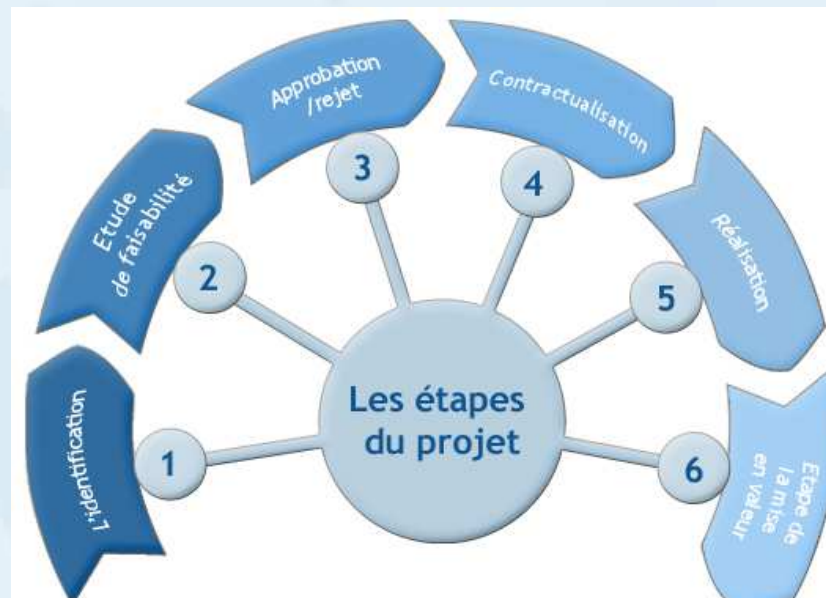 Les étapes
du projet
1
L'identification
2
Etude
de faisabilité
3
Approbation
/rejet
4
Contractualisation
5
Réalisation
6
Etape de
la mise
en valeur